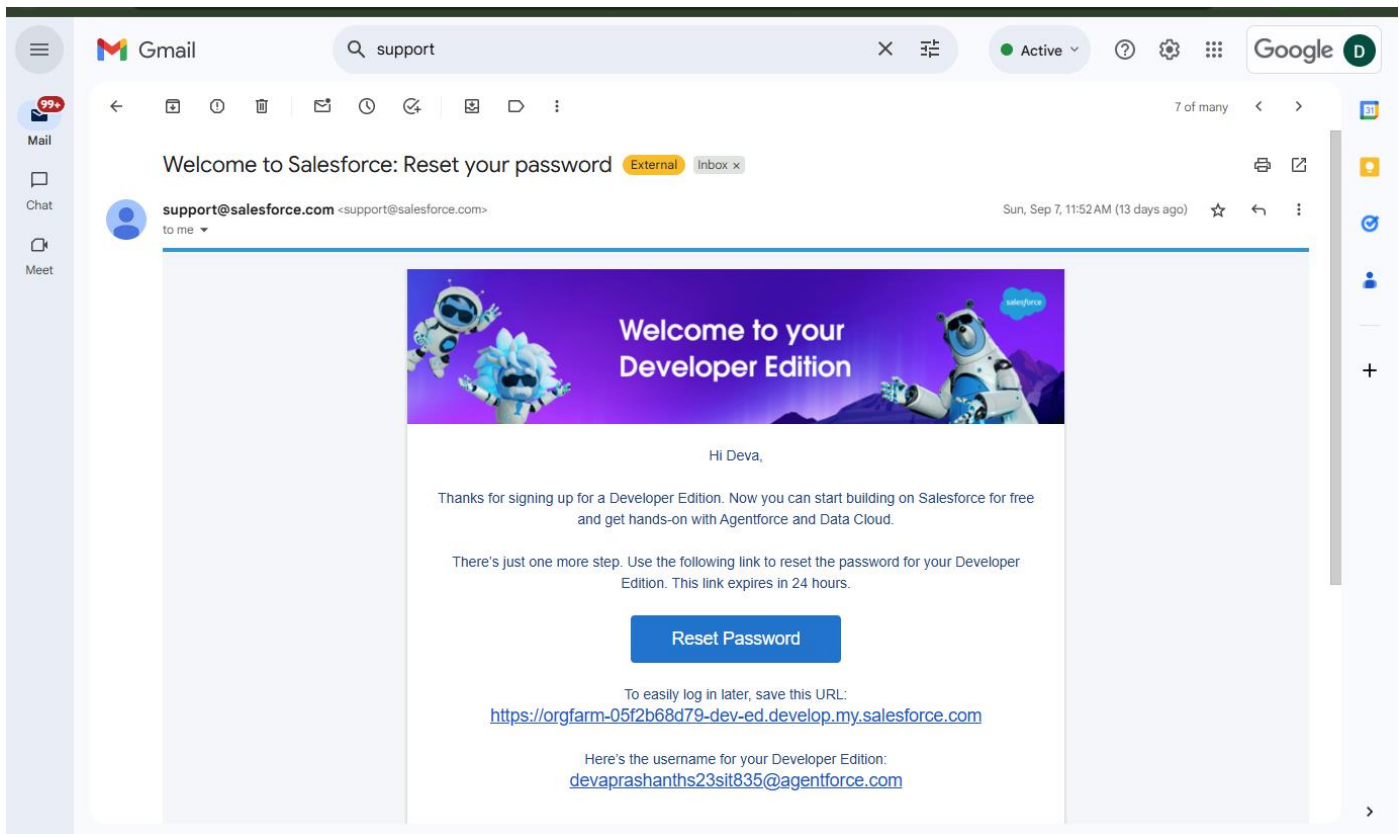 Gmail
support
Active
Google
D
99+
Mail
7 of many
31
Welcome to Salesforce: Reset your password External Inbox x
Chat
support@salesforce.com <support@salesforce.com>
Sun, Sep 7, 11:52 AM (13 days ago)
to me
Meet
salesforce
Welcome to your
Developer Edition
Hi Deva,
Thanks for signing up for a Developer Edition. Now you can start building on Salesforce for free
and get hands-on with Agentforce and Data Cloud.
There's just one more step. Use the following link to reset the password for your Developer
Edition. This link expires in 24 hours.
Reset Password
To easily log in later, save this URL:
https://orgfarm-05f2b68d79-dev-ed.develop.my.salesforce.com
Here's the username for your Developer Edition:
devaprashanths23sit835@agentforce.com